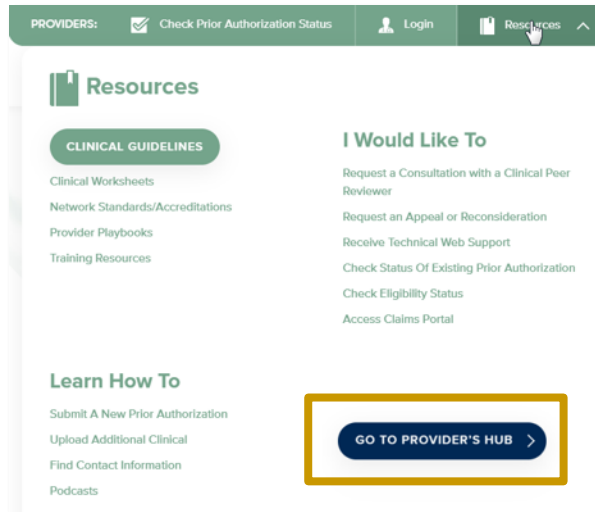 PROVIDERS:
Check Prior Authorization Status
Login
Resources
Resources
CLINICAL GUIDELINES
Clinical Worksheets
Network Standards/Accreditations
Provider Playbooks
Training Resources
I Would Like To
Request a Consultation with a Clinical Peer
Reviewer
Request an Appeal or Reconsideration
Receive Technical Web Support
Check Status Of Existing Prior Authorization
Check Eligibility Status
Access Claims Portal
Learn How To
Submit A New Prior Authorization
Upload Additional Clinical
Find Contact Information
Podcasts
GO TO PROVIDER'S HUB